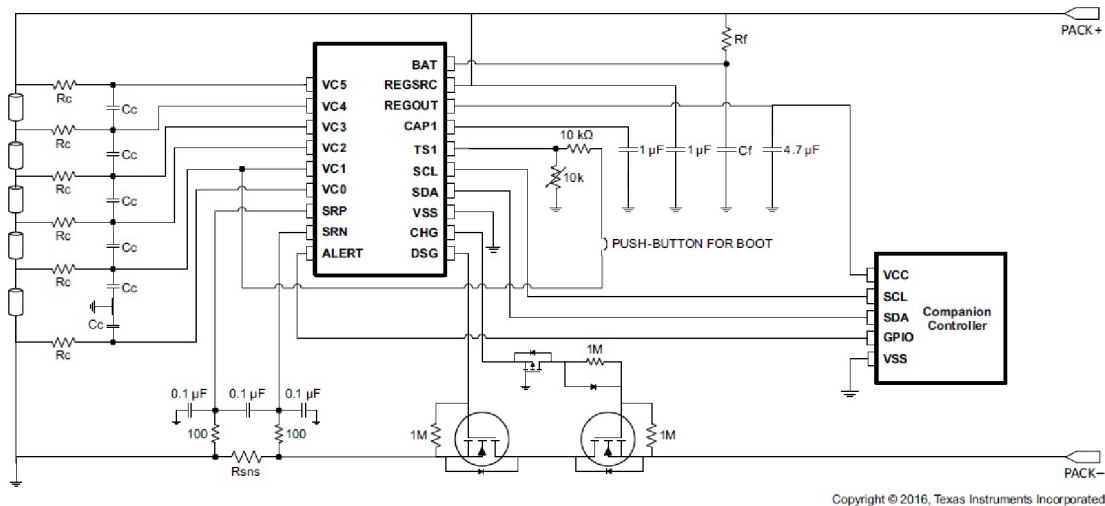 PACK+
Rf
BAT
VC5
REGSRC
Rc
Cc
VC4
REGOUT
Rc
Cc
VC3
CAP1
10 kΩ
1 µF
1 µF
Cf
4.7 µF
VC2
TS1
Rc
Cc
VC1
SCL
10k
VC0
SDA
Rc
Cc
SRP
VSS
SRN
CHG
PUSH-BUTTON FOR BOOT
ALERT
DSG
Rc
Cc
Cc
Rc
VCC
SCL
SDA
GPIO
VSS
Companion
Controller
1M
0.1 µF
0.1 µF
0.1 µF
100
100
1M
1M
Rsns
PACK–
Copyright © 2016, Texas Instruments Incorporated